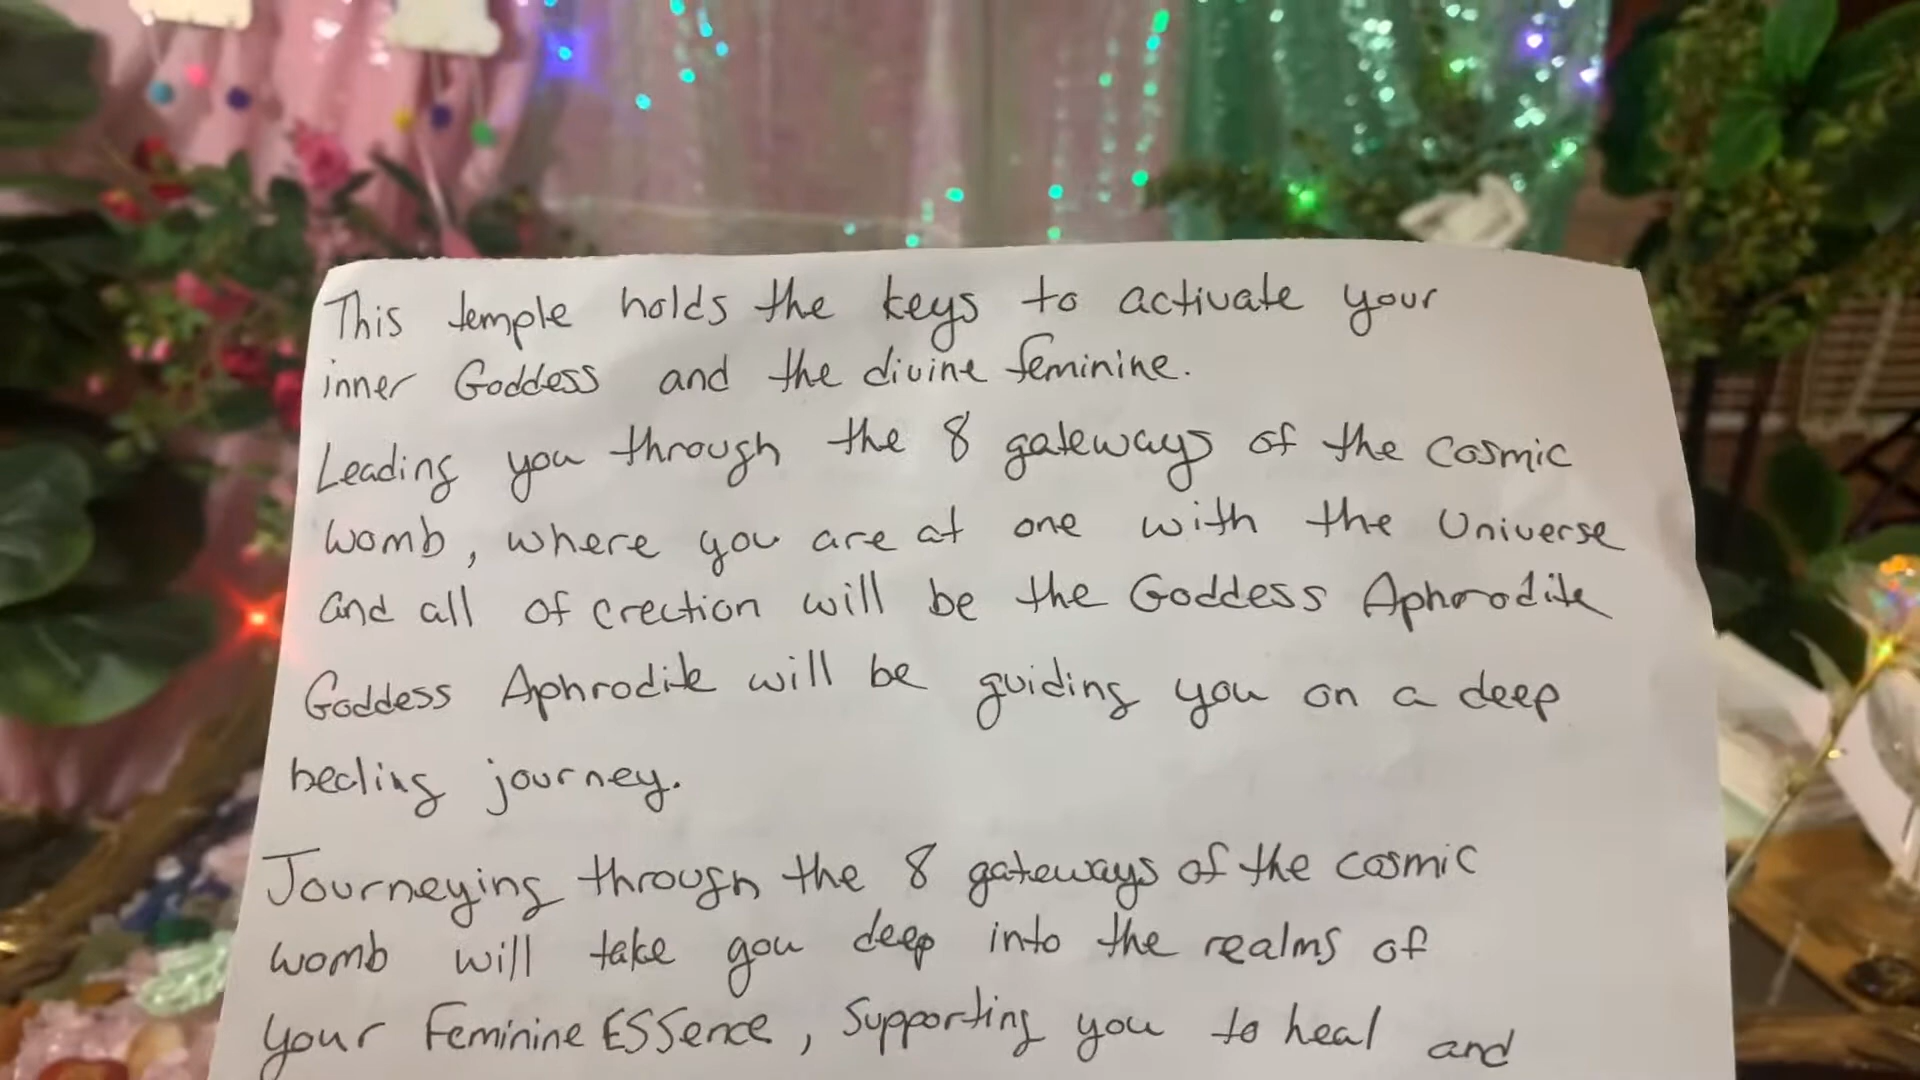 This temple holds the keys to activate your
inner Goddess and the divine feminine.
Leading you through the 8 gateways of the cosmic
womb, where you are at one with the Universe
and all of crection will be the Goddess Aphrodite
Goddess Aphrodite will be guiding you on a deep
healing journey.
Journeying through the 8 gateways of the cosmic
womb will take you deep into the realms of
your Feminine ESSence, Supporting you to heal and